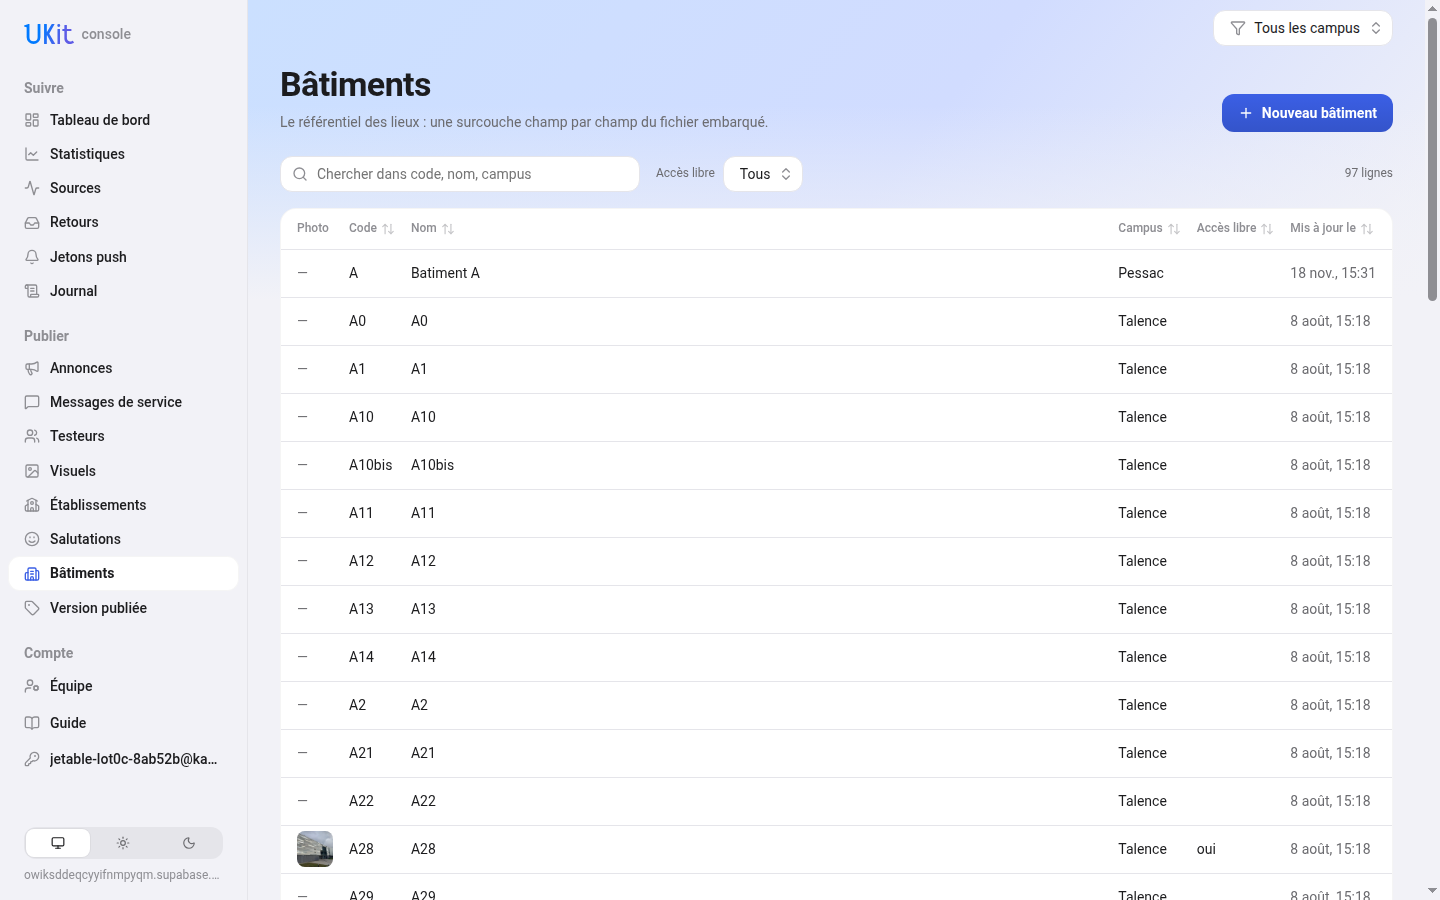 UKit console
Tous les campus
Suivre
Tableau de bord
Statistiques
Sources
Retours
Jetons push
Journal
Publier
Annonces
Messages de service
Testeurs
Visuels
Établissements
Salutations
Bâtiments
Version publiée
Compte
Équipe
Guide
jetable-lot0c-8ab52b@ka...
owiksddeqcyyifnmpyqm.supabase....
Bâtiments
Le référentiel des lieux : une surcouche champ par champ du fichier embarqué.
+ Nouveau bâtiment
Chercher dans code, nom, campus
Accès libre Tous
97 lignes
Photo Code Nom Campus Accès libre Mis à jour le
— A Batiment A Pessac 18 nov., 15:31
— A0 A0 Talence 8 août, 15:18
— A1 A1 Talence 8 août, 15:18
— A10 A10 Talence 8 août, 15:18
— A10bis A10bis Talence 8 août, 15:18
— A11 A11 Talence 8 août, 15:18
— A12 A12 Talence 8 août, 15:18
— A13 A13 Talence 8 août, 15:18
— A14 A14 Talence 8 août, 15:18
— A2 A2 Talence 8 août, 15:18
— A21 A21 Talence 8 août, 15:18
— A22 A22 Talence 8 août, 15:18
A28 A28 Talence oui 8 août, 15:18
— A29 A29 Talence 8 août, 15:18